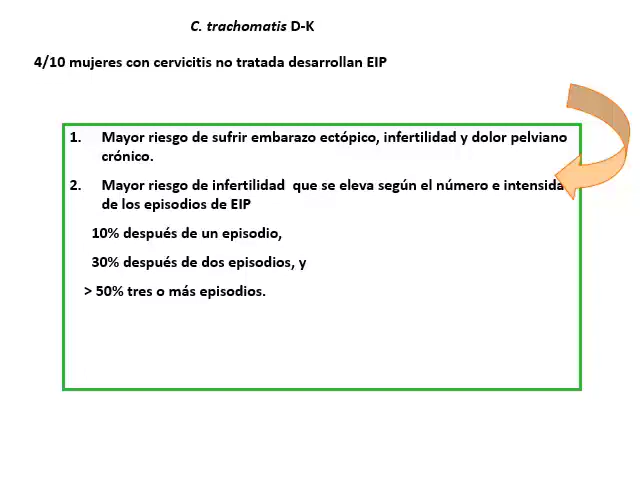 C. trachomatis D-K
4/10 mujeres con cervicitis no tratada desarrollan EIP
1. Mayor riesgo de sufrir embarazo ectópico, infertilidad y dolor pelviano
crónico.
2. Mayor riesgo de infertilidad que se eleva según el número e intensida
de los episodios de EIP
10% después de un episodio,
30% después de dos episodios, y
> 50% tres o más episodios.